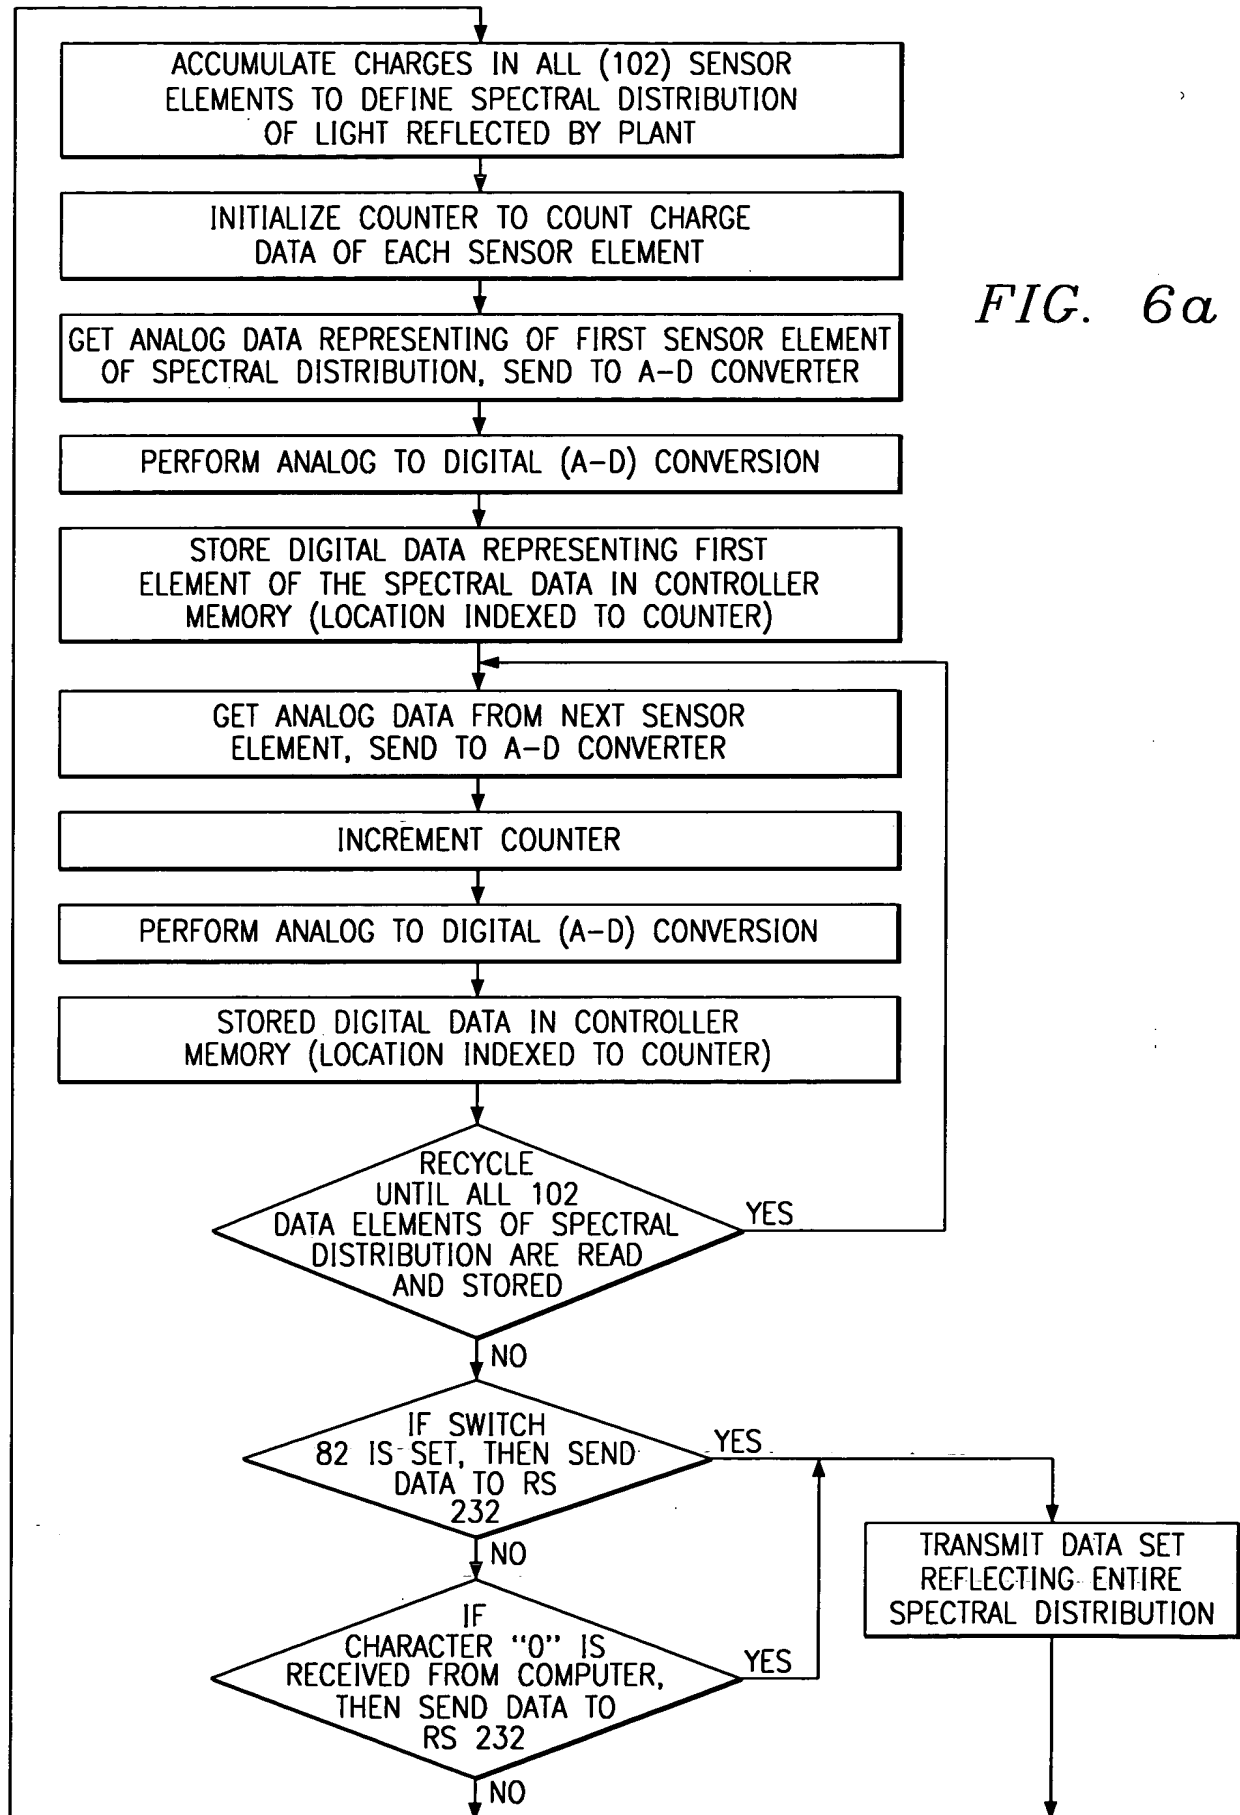 ACCUMULATE CHARGES IN ALL (102) SENSOR
ELEMENTS TO DEFINE SPECTRAL DISTRIBUTION
OF LIGHT REFLECTED BY PLANT
INITIALIZE COUNTER TO COUNT CHARGE
DATA OF EACH SENSOR ELEMENT
FIG. 6a
GET ANALOG DATA REPRESENTING OF FIRST SENSOR ELEMENT
OF SPECTRAL DISTRIBUTION, SEND TO A-D CONVERTER
PERFORM ANALOG TO DIGITAL (A-D) CONVERSION
STORE DIGITAL DATA REPRESENTING FIRST
ELEMENT OF THE SPECTRAL DATA IN CONTROLLER
MEMORY (LOCATION INDEXED TO COUNTER)
GET ANALOG DATA FROM NEXT SENSOR
ELEMENT, SEND TO A-D CONVERTER
INCREMENT COUNTER
PERFORM ANALOG TO DIGITAL (A-D) CONVERSION
STORED DIGITAL DATA IN CONTROLLER
MEMORY (LOCATION INDEXED TO COUNTER)
RECYCLE
UNTIL ALL 102
DATA ELEMENTS OF SPECTRAL
DISTRIBUTION ARE READ
AND STORED
YES
NO
IF SWITCH
82 IS SET, THEN SEND
DATA TO RS
232
YES
NO
TRANSMIT DATA SET
REFLECTING ENTIRE
SPECTRAL DISTRIBUTION
IF
CHARACTER "0" IS
RECEIVED FROM COMPUTER,
THEN SEND DATA TO
RS 232
YES
NO